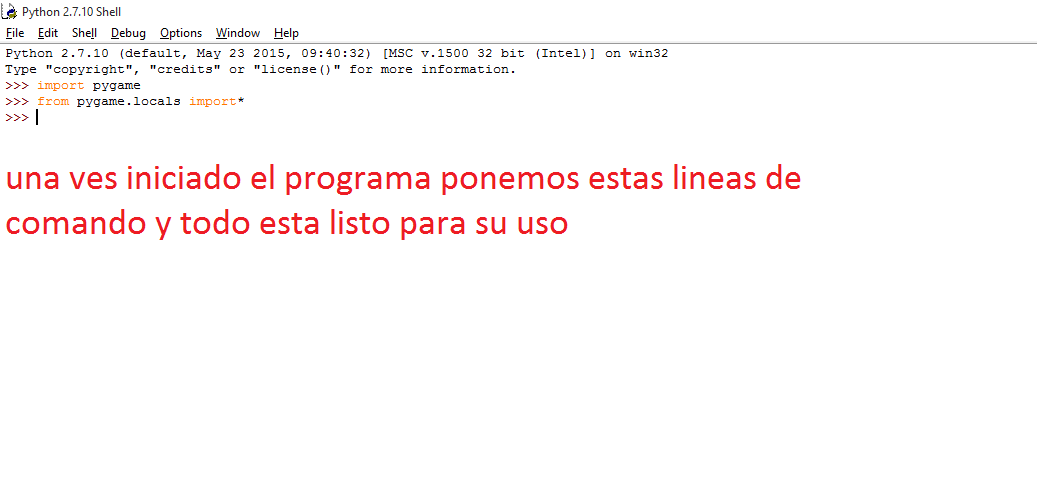 Python 2.7.10 Shell
File Edit Shell Debug Options Window Help
Python 2.7.10 (default, May 23 2015, 09:40:32) [MSC v.1500 32 bit (Intel)] on win32
Type "copyright", "credits" or "license()" for more information.
>>> import pygame
>>> from pygame.locals import*
>>>
una ves iniciado el programa ponemos estas lineas de
comando y todo esta listo para su uso